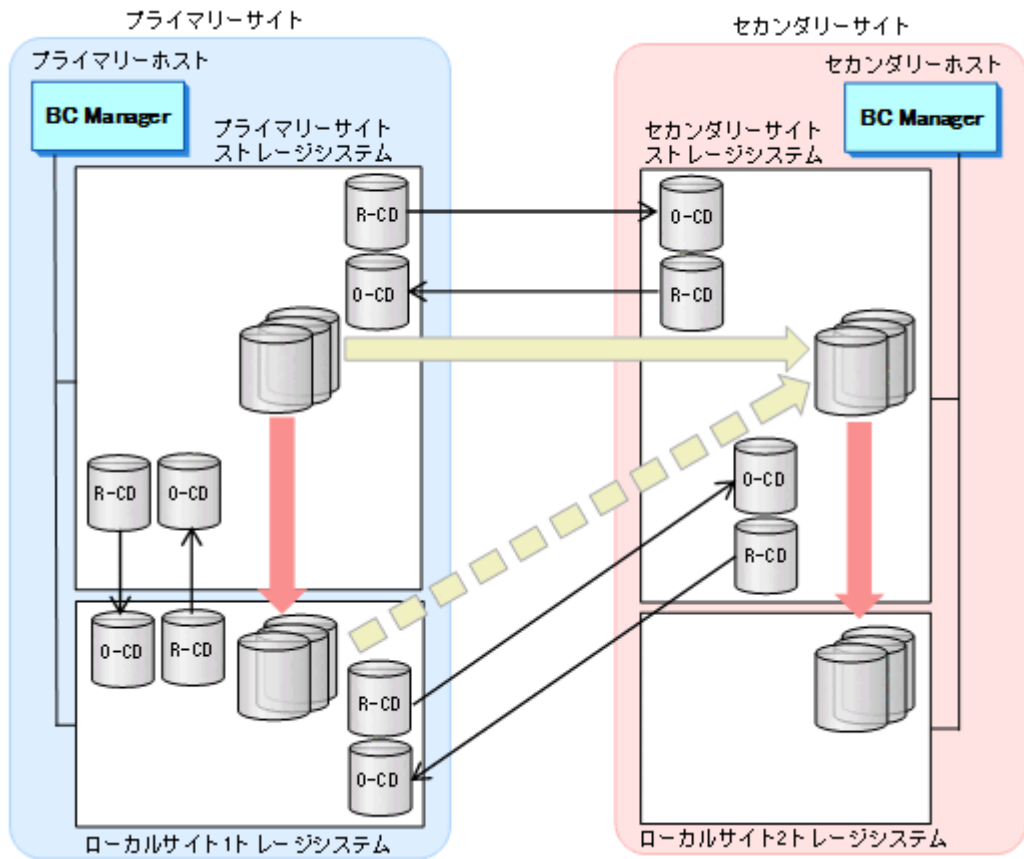 プライマリーサイト
セカンダリーサイト
プライマリーホスト
セカンダリーホスト
BC Manager
BC Manager
プライマリーサイト
ストレージシステム
セカンダリーサイト
ストレージシステム
R-CD
O-CD
O-CD
R-CD
R-CD
O-CD
O-CD
R-CD
O-CD
R-CD
R-CD
O-CD
ローカルサイト1トレージシステム
ローカルサイト2トレージシステム